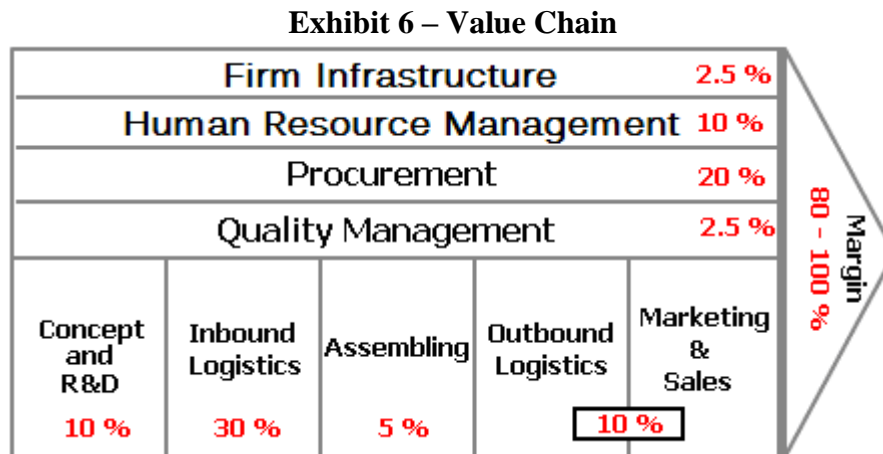 Exhibit 6 – Value Chain
Firm Infrastructure 2.5 %
Human Resource Management 10 %
Procurement 20 %
Quality Management 2.5 %
Concept
and
R&D
10 %
Inbound
Logistics
30 %
Assembling
5 %
Outbound
Logistics
Marketing
&
Sales
10 %
Margin
80 - 100 %